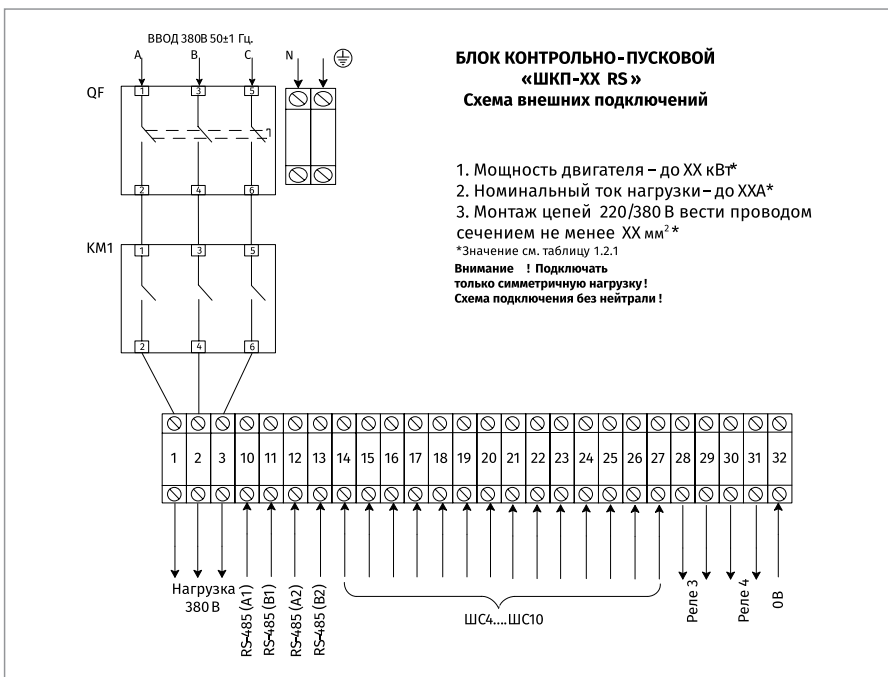 ВВОД 380В 50±1 Гц.
A B C N
QF
1 3 5
2 4 6
КМ1
1 3 5
2 4 6
БЛОК КОНТРОЛЬНО-ПУСКОВОЙ
«ШКП-ХХ RS»
Схема внешних подключений
1. Мощность двигателя – до ХХ кВт*
2. Номинальный ток нагрузки – до ХХА*
3. Монтаж цепей 220/380 В вести проводом
сечением не менее ХХ мм²*
*Значение см. таблицу 1.2.1
Внимание ! Подключать
только симметричную нагрузку!
Схема подключения без нейтрали !
1 2 3 10 11 12 13 14 15 16 17 18 19 20 21 22 23 24 25 26 27 28 29 30 31 32
Нагрузка
380 В
RS-485 (A1)
RS-485 (B1)
RS-485 (A2)
RS-485 (B2)
ШС4....ШС10
Реле 3
Реле 4
0В